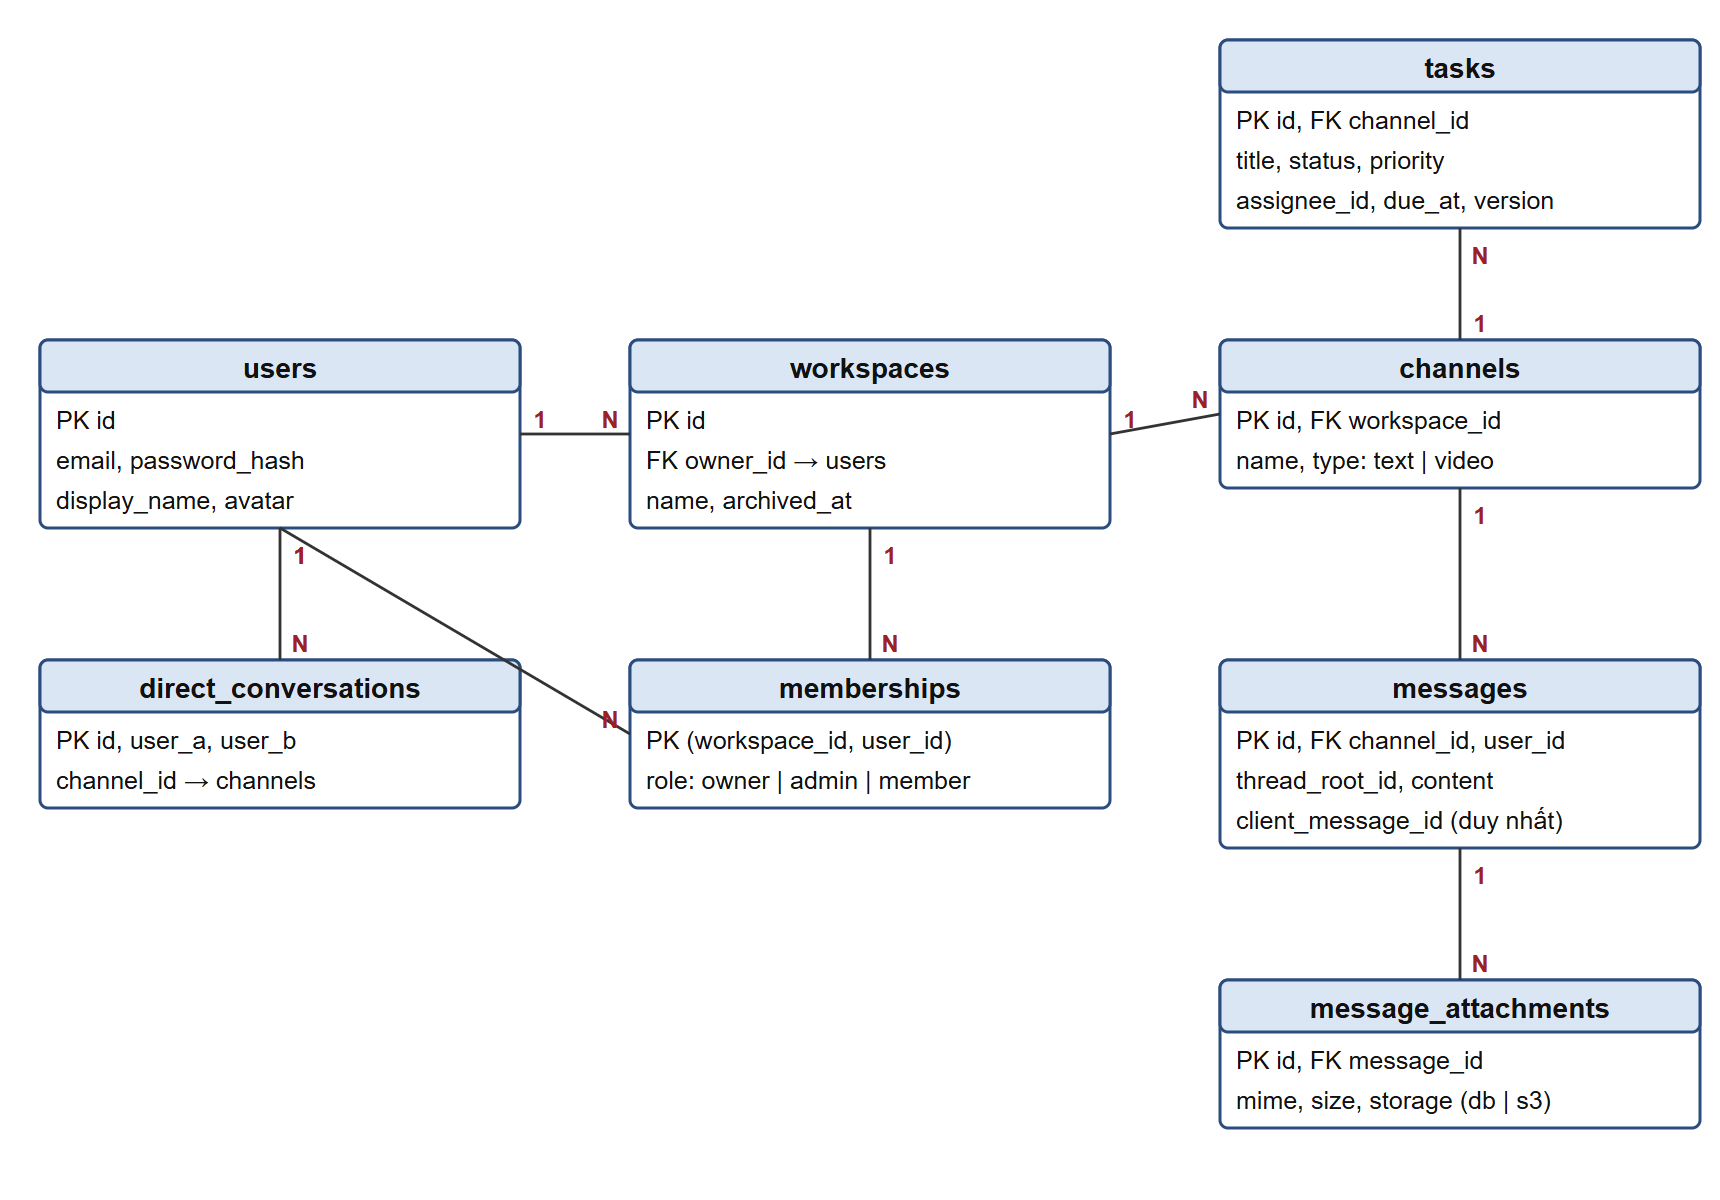 tasks
PK id, FK channel_id
title, status, priority
assignee_id, due_at, version
N
1
users
PK id
email, password_hash
display_name, avatar
1
N
workspaces
PK id
FK owner_id → users
name, archived_at
1
N
channels
PK id, FK workspace_id
name, type: text | video
1
N
1
N
1
N
N
direct_conversations
PK id, user_a, user_b
channel_id → channels
memberships
PK (workspace_id, user_id)
role: owner | admin | member
messages
PK id, FK channel_id, user_id
thread_root_id, content
client_message_id (duy nhất)
1
N
message_attachments
PK id, FK message_id
mime, size, storage (db | s3)